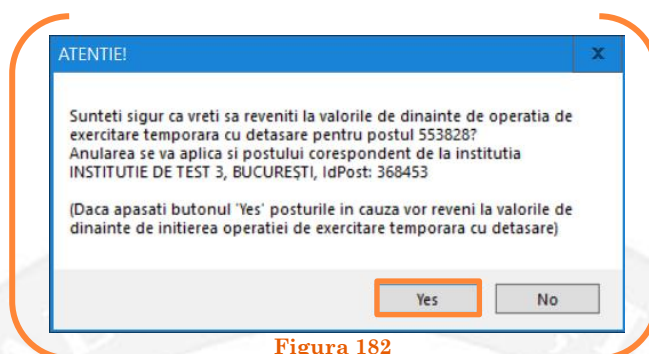 ATENTIE!
x
Sunteti sigur ca vreti sa reveniti la valorile de dinainte de operatia de
exercitare temporara cu detasare pentru postul 553828?
Anularea se va aplica si postului corespondent de la institutia
INSTITUTIE DE TEST 3, BUCUREȘTI, IdPost: 368453
(Daca apasati butonul 'Yes' posturile in cauza vor reveni la valorile de
dinainte de initierea operatiei de exercitare temporara cu detasare)
Yes No
Figura 182